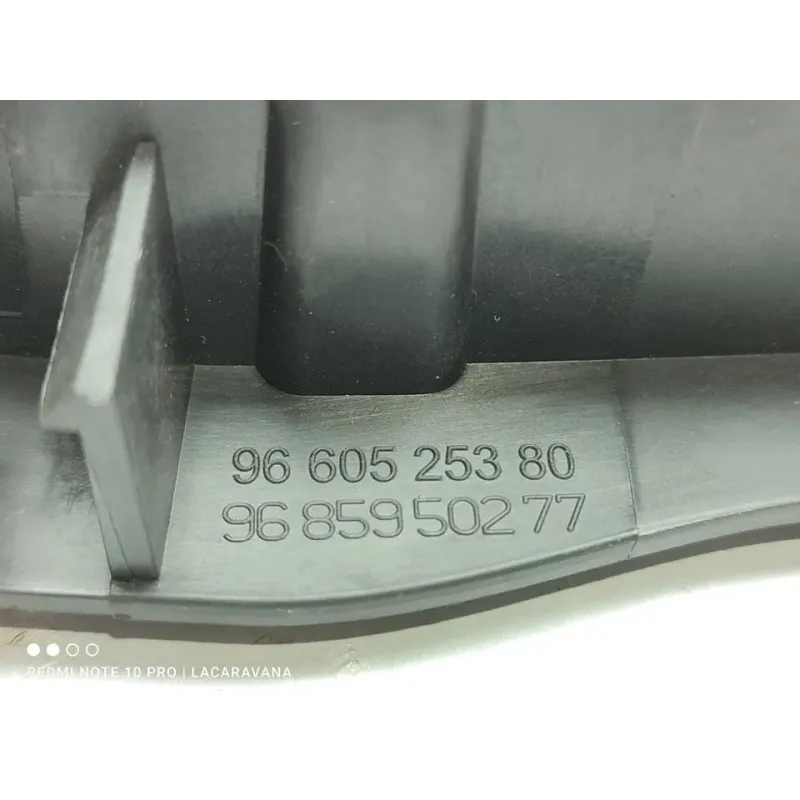 96 605 253 80
96 859 502 77
REDMI NOTE 10 PRO | LACARAVANA